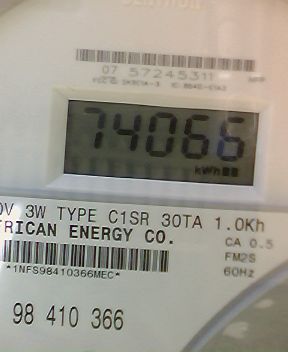 07 57245311
74066
kWh
0V 3W TYPE C1SR 30TA 1.0Kh
FRICAN ENERGY CO.
CA 0.5
FM2S
60Hz
*1NFS98410366MEC*
98 410 366